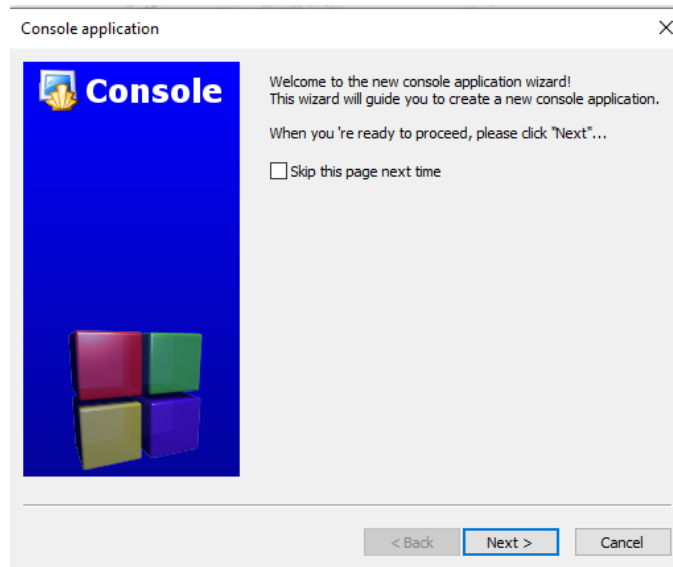 Console application
Console
Welcome to the new console application wizard!
This wizard will guide you to create a new console application.
When you 're ready to proceed, please click "Next"...
Skip this page next time
< Back
Next >
Cancel